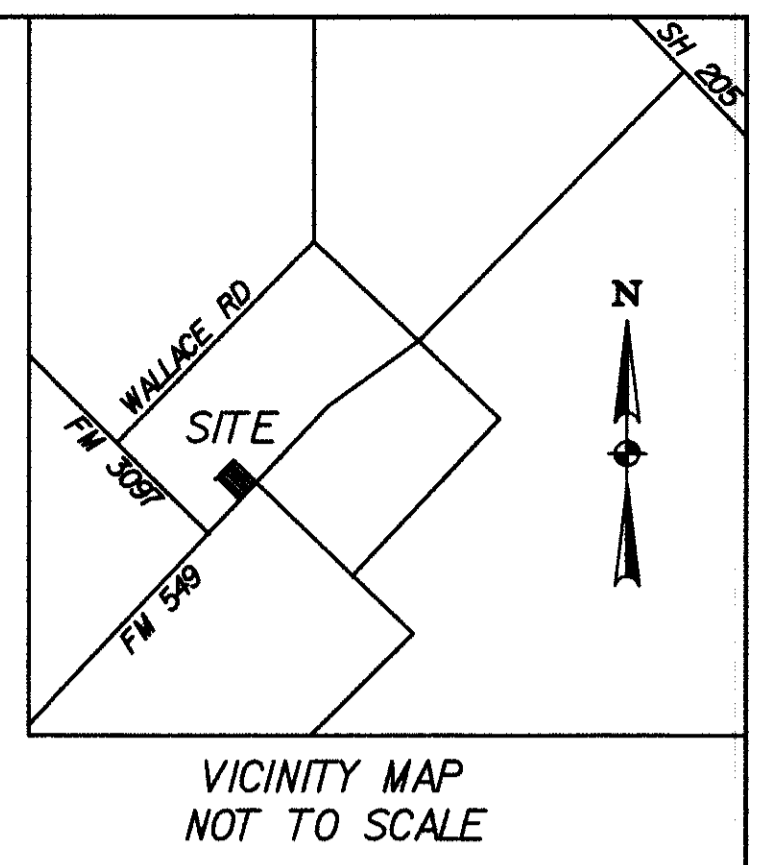 SH 205
N
WALLACE RD
SITE
FM 3097
FM 549
VICINITY MAP
NOT TO SCALE